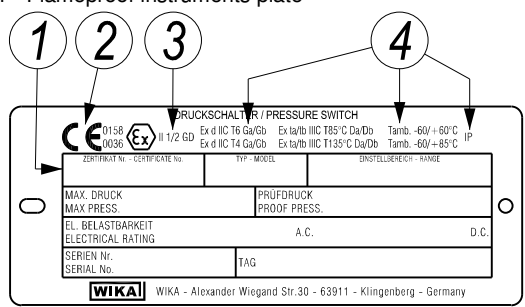 Flameproof instruments plate
1 2 3 4
DRUCKSCHALTER / PRESSURE SWITCH
CE 0158 Ex II 1/2 GD Ex d IIC T6 Ga/Gb Ex ta/tb IIIC T85°C Da/Db Tamb. -60/+60°C IP
0036 Ex d IIC T4 Ga/Gb Ex ta/tb IIIC T135°C Da/Db Tamb. -60/+85°C
ZERTIFIKAT Nr. - CERTIFICATE No. TYP - MODEL EINSTELLBEREICH - RANGE
MAX. DRUCK PRÜFDRUCK
MAX PRESS. PROOF PRESS.
EL. BELASTBARKEIT
ELECTRICAL RATING A.C. D.C.
SERIEN Nr.
SERIAL No. TAG
WIKA WIKA - Alexander Wiegand Str.30 - 63911 - Klingenberg - Germany